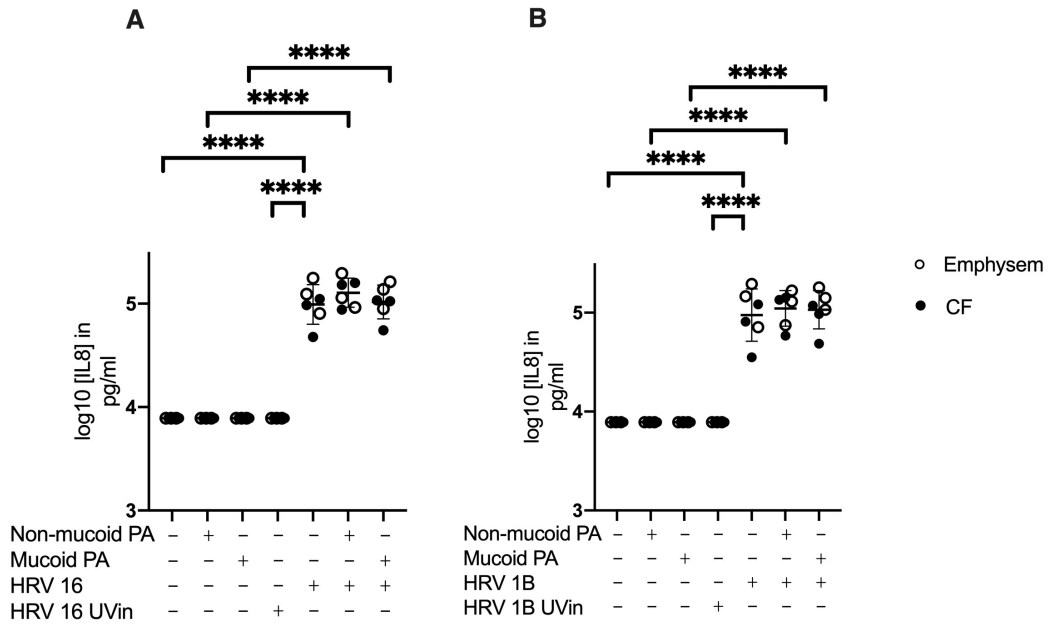 A
B
****
****
****
****
****
****
****
****
5
4
3
log10 [IL8] in
pg/ml
5
4
3
log10 [IL8] in
pg/ml
Emphysem
CF
Non-mucoid PA − + − − − + −
Mucoid PA − − + − − − +
HRV 16 − − − − + + +
HRV 16 UVin − − − + − − −
Non-mucoid PA − + − − − + −
Mucoid PA − − + − − − +
HRV 1B − − − − + + +
HRV 1B UVin − − − + − − −